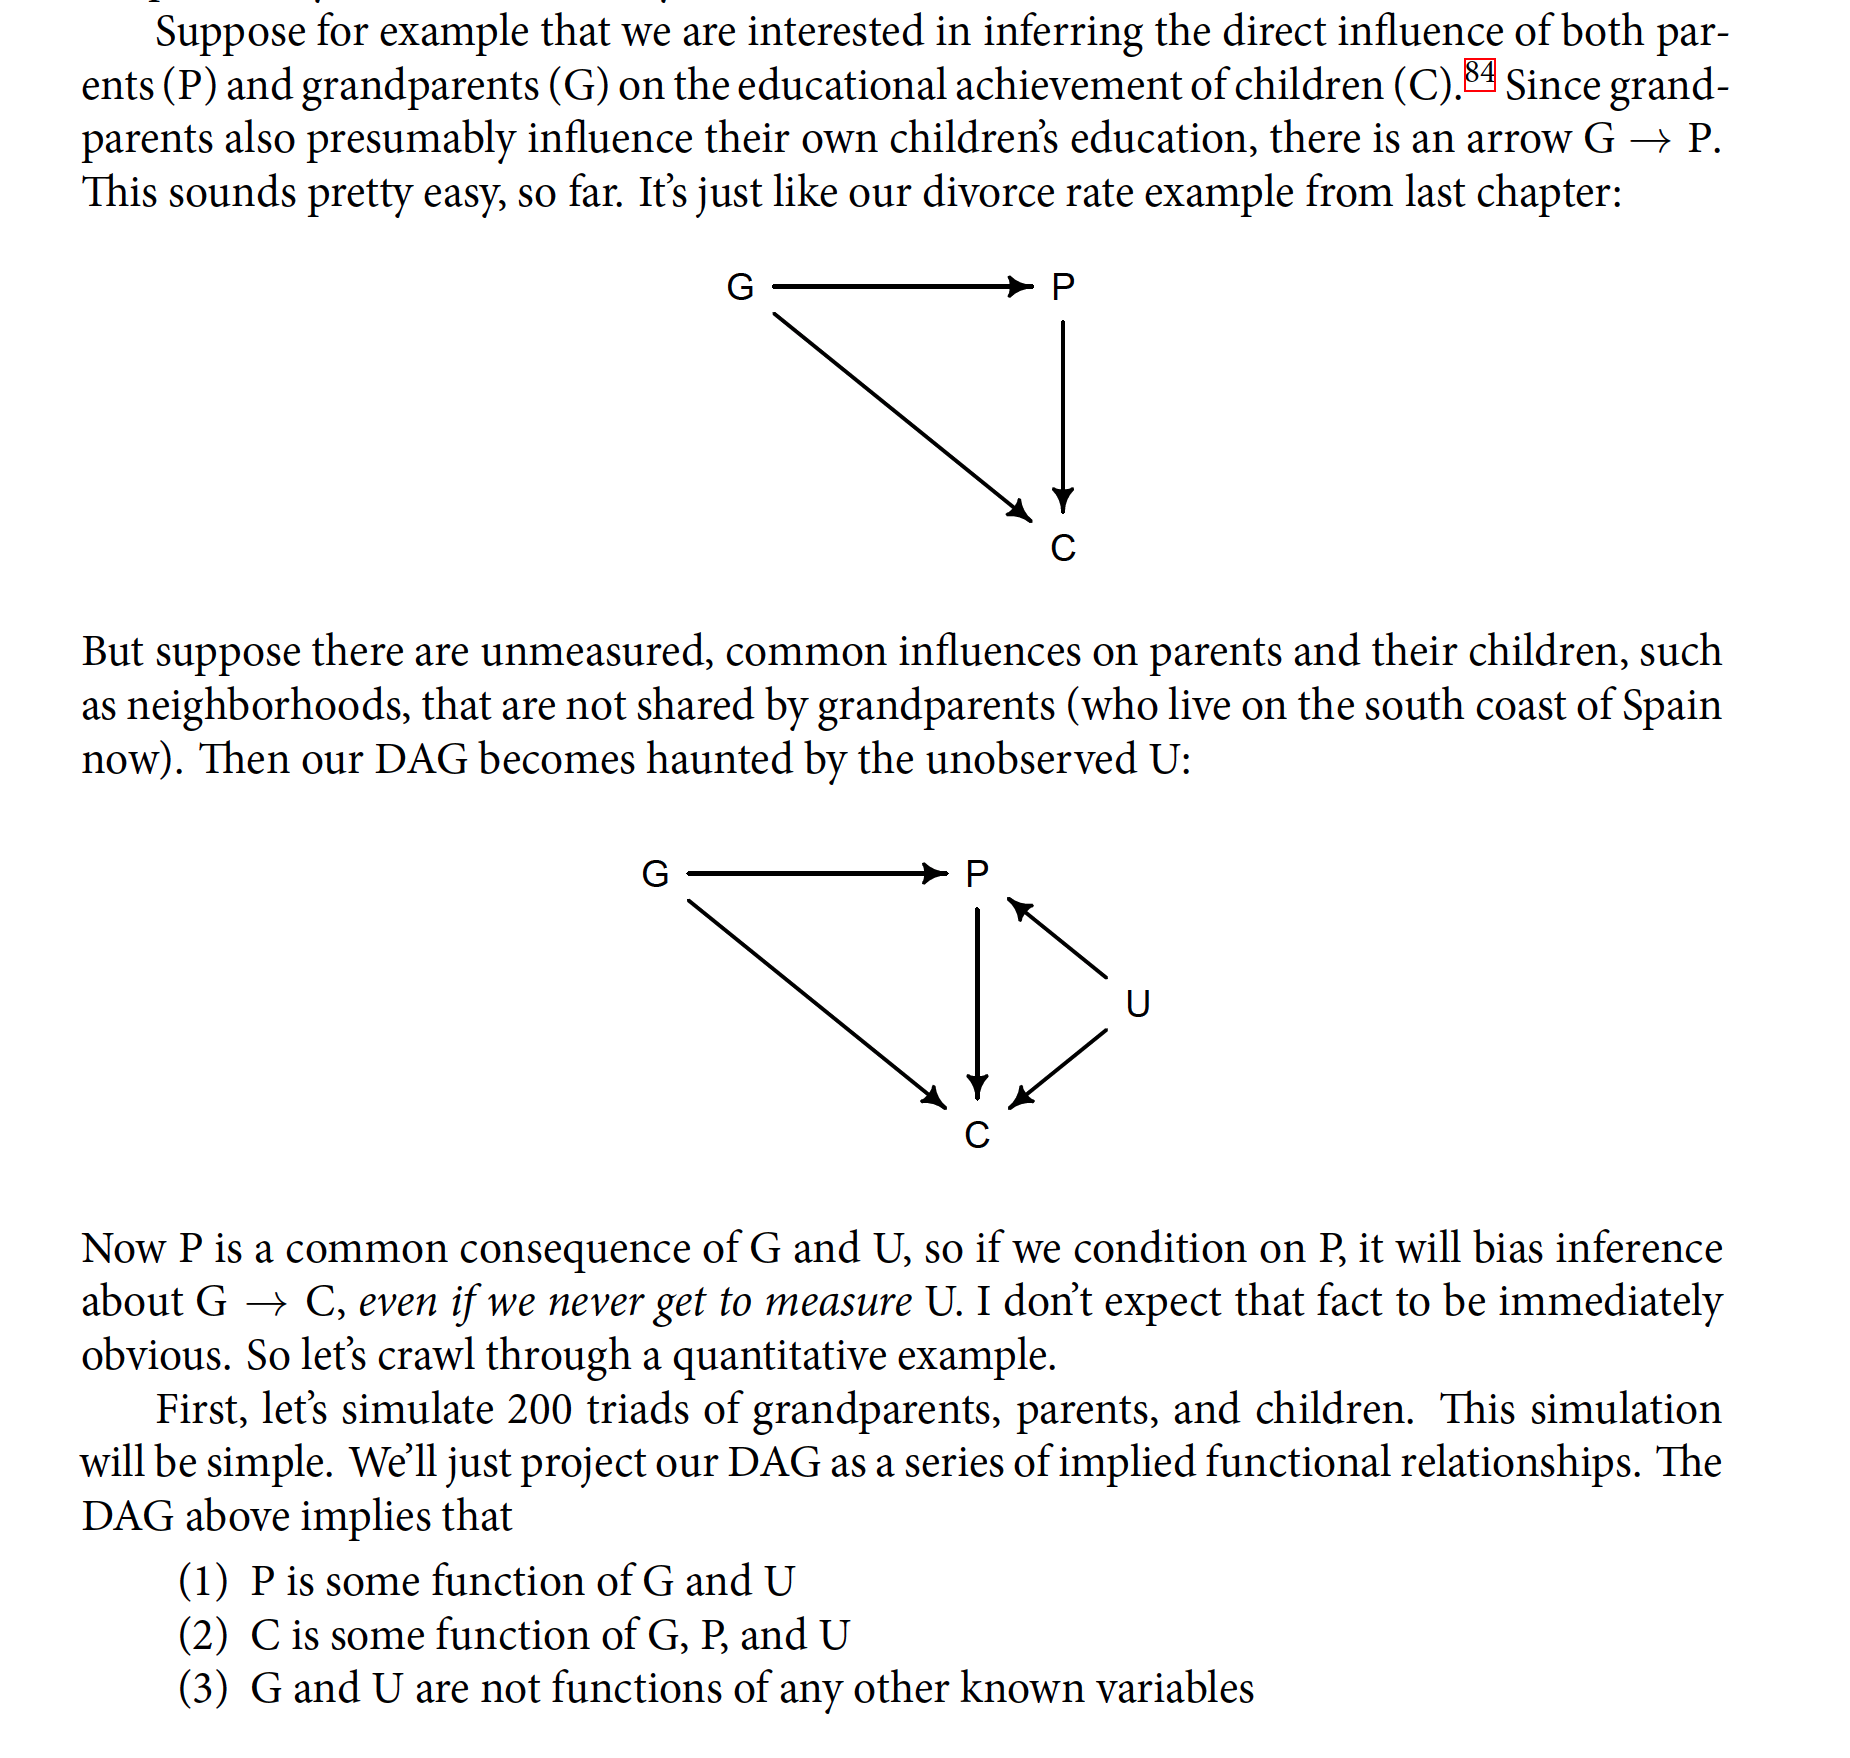 Suppose for example that we are interested in inferring the direct influence of both par-
ents (P) and grandparents (G) on the educational achievement of children (C).84 Since grand-
parents also presumably influence their own children's education, there is an arrow G → P.
This sounds pretty easy, so far. It's just like our divorce rate example from last chapter:
G P
C
But suppose there are unmeasured, common influences on parents and their children, such
as neighborhoods, that are not shared by grandparents (who live on the south coast of Spain
now). Then our DAG becomes haunted by the unobserved U:
G P
U
C
Now P is a common consequence of G and U, so if we condition on P, it will bias inference
about G → C, even if we never get to measure U. I don't expect that fact to be immediately
obvious. So let's crawl through a quantitative example.
First, let's simulate 200 triads of grandparents, parents, and children. This simulation
will be simple. We'll just project our DAG as a series of implied functional relationships. The
DAG above implies that
(1) P is some function of G and U
(2) C is some function of G, P, and U
(3) G and U are not functions of any other known variables